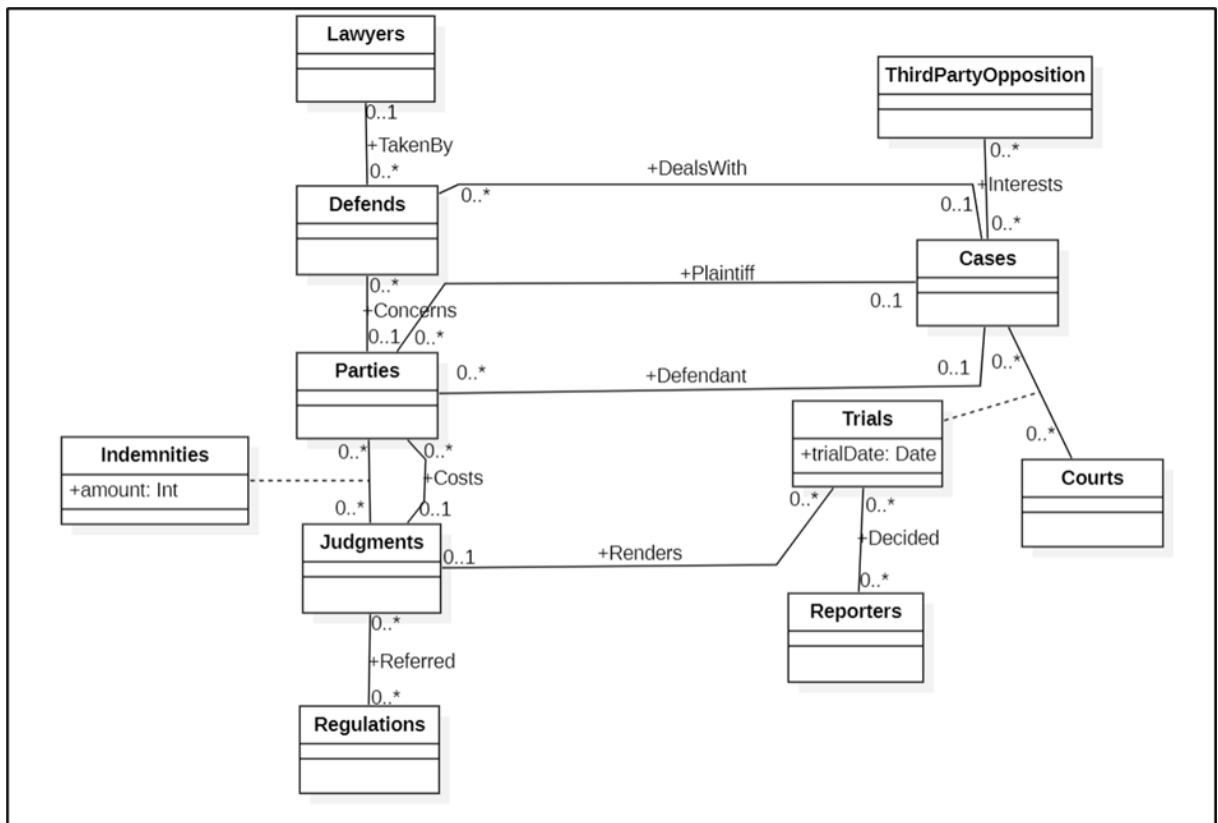 Lawyers
0..1
+TakenBy
0..*
Defends
0..*
+DealsWith
0..1
ThirdPartyOpposition
0..*
+Interests
0..*
Cases
0..*
+Concerns
0..1
0..*
+Plaintiff
0..1
Parties
0..*
+Defendant
0..1
0..*
0..*
Trials
+trialDate: Date
Courts
Indemnities
+amount: Int
0..*
0..*
0..*
+Costs
0..1
Judgments
0..1
+Renders
0..*
0..*
+Decided
0..*
Reporters
0..*
+Referred
0..*
Regulations